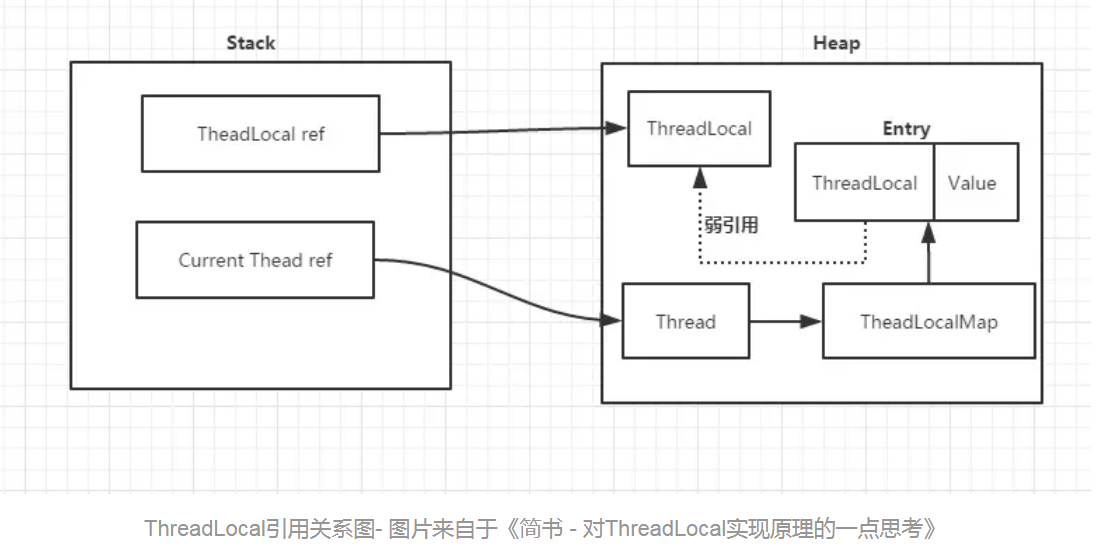 Stack
Heap
TheadLocal ref
ThreadLocal
Entry
ThreadLocal
Value
弱引用
Current Thead ref
Thread
TheadLocalMap
ThreadLocal引用关系图- 图片来自于《简书 - 对ThreadLocal实现原理的一点思考》